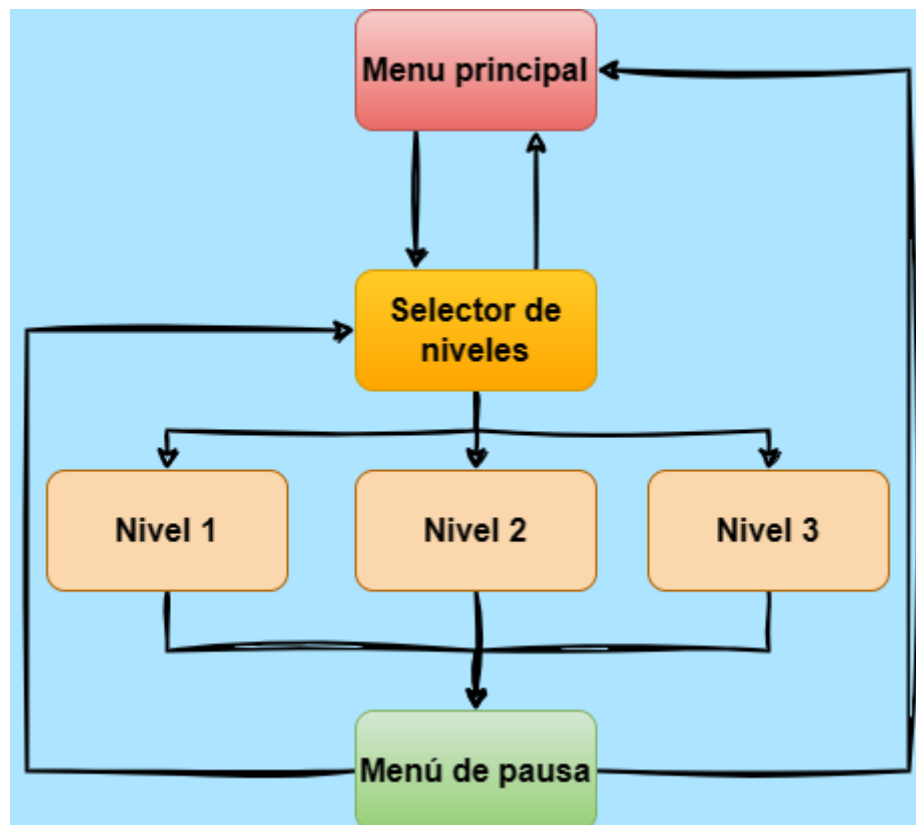 Menu principal
Selector de
niveles
Nivel 1
Nivel 2
Nivel 3
Menú de pausa